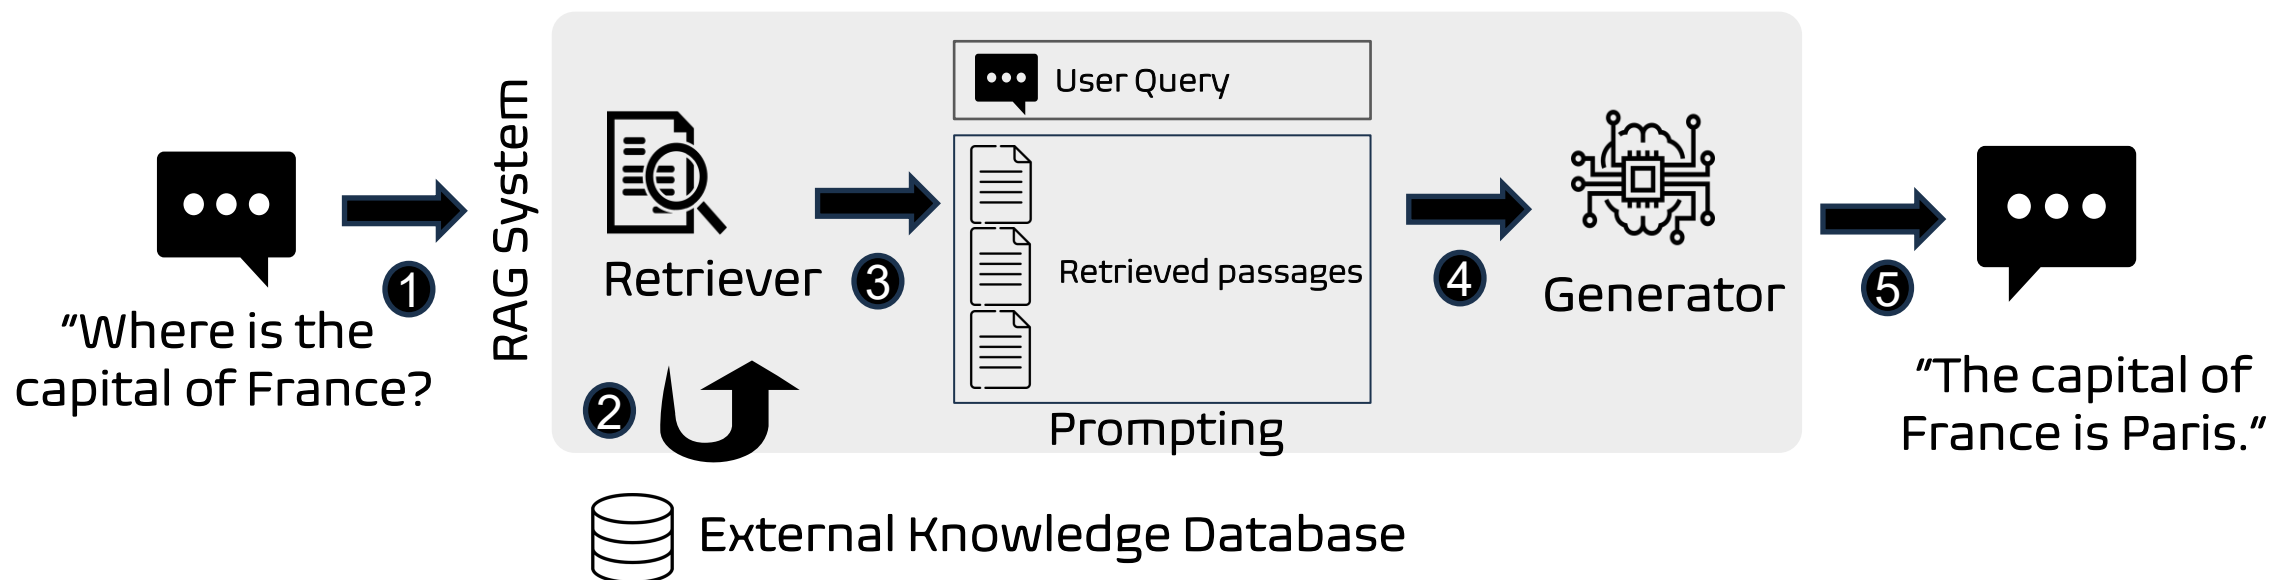 "Where is the
capital of France?
1
RAG System
Retriever
2
3
User Query
Retrieved passages
Prompting
4
Generator
5
"The capital of
France is Paris."
External Knowledge Database